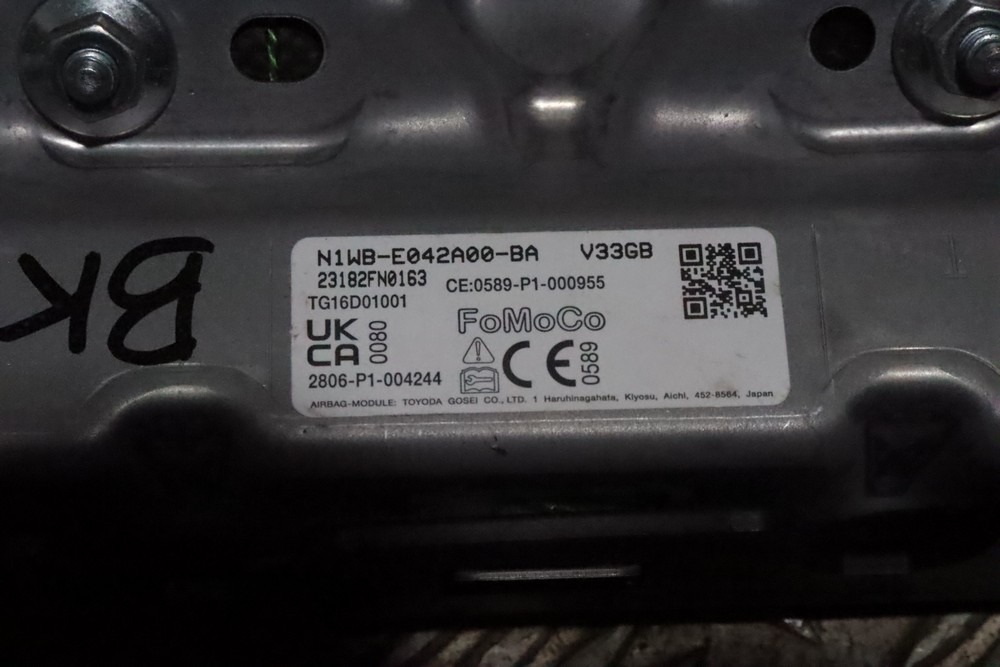 N1WB-E042A00-BA V33GB
23182FN0163
CE:0589-P1-000955
TG16D01001
FoMoCo
UK
CA 0080
CE 0589
2806-P1-004244
AIRBAG-MODULE: TOYODA GOSEI CO., LTD. 1 Haruhinagahata, Kiyosu, Aichi, 452-8564, Japan
BK